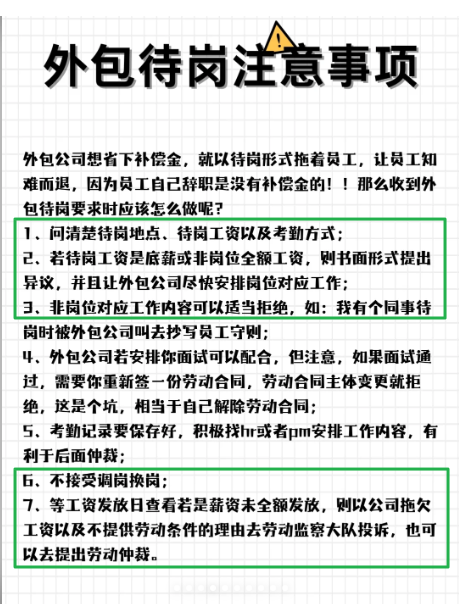 外包待岗注意事项
外包公司想省下补偿金，就以待岗形式拖着员工，让员工知
难而退，因为员工自己辞职是没有补偿金的！！那么收到外
包待岗要求时应该怎么做呢？
1、问清楚待岗地点、待岗工资以及考勤方式；
2、若待岗工资是底薪或非岗位全额工资，则书面形式提出
异议，并且让外包公司尽快安排岗位对应工作；
3、非岗位对应工作内容可以适当拒绝，如：我有个同事待
岗时被外包公司叫去抄写员工守则；
4、外包公司若安排你面试可以配合，但注意，如果面试通
过，需要你重新签一份劳动合同，劳动合同主体变更就拒
绝，这是个坑，相当于自己解除劳动合同；
5、考勤记录要保存好，积极找hr或者pm安排工作内容，有
利于后面仲裁；
6、不接受调岗换岗；
7、等工资发放日查看若是薪资未全额发放，则以公司拖欠
工资以及不提供劳动条件的理由去劳动监察大队投诉，也可
以去提出劳动仲裁。